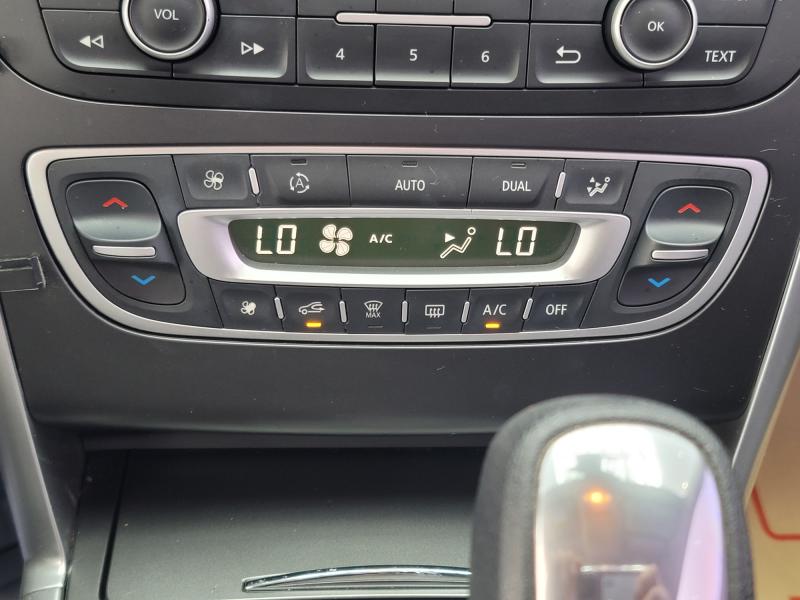 VOL
OK
4 5 6
TEXT
A
AUTO
DUAL
LO A/C LO
MAX
A/C
OFF